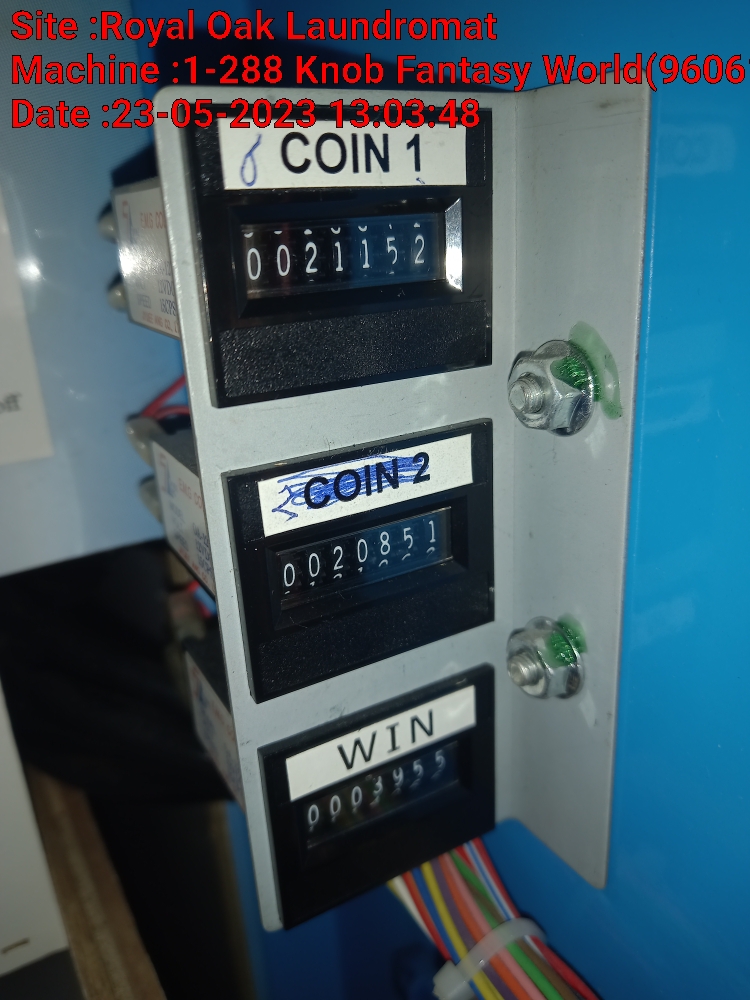 Site :Royal Oak Laundromat
Machine :1-288 Knob Fantasy World(9606
Date :23-05-2023 13:03:48
COIN 1
0021152
COIN 2
0020851
WIN
0003955